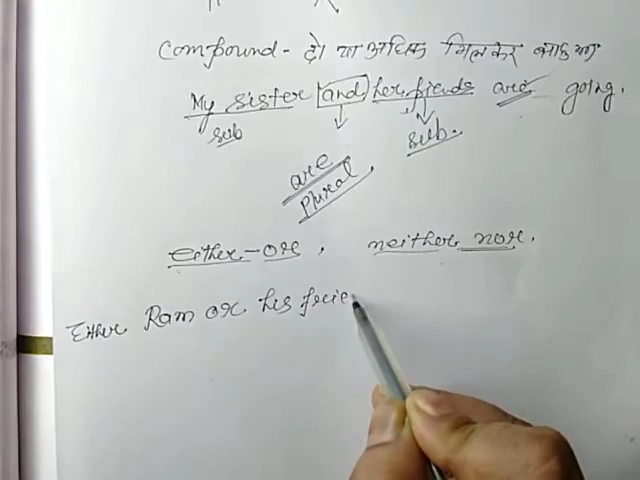 Compound - दो या अधिक मिलकर
My sister and her friends are going.
sub
sub.
are
Plural
either-or, neither nor.
Either Ram or his frie